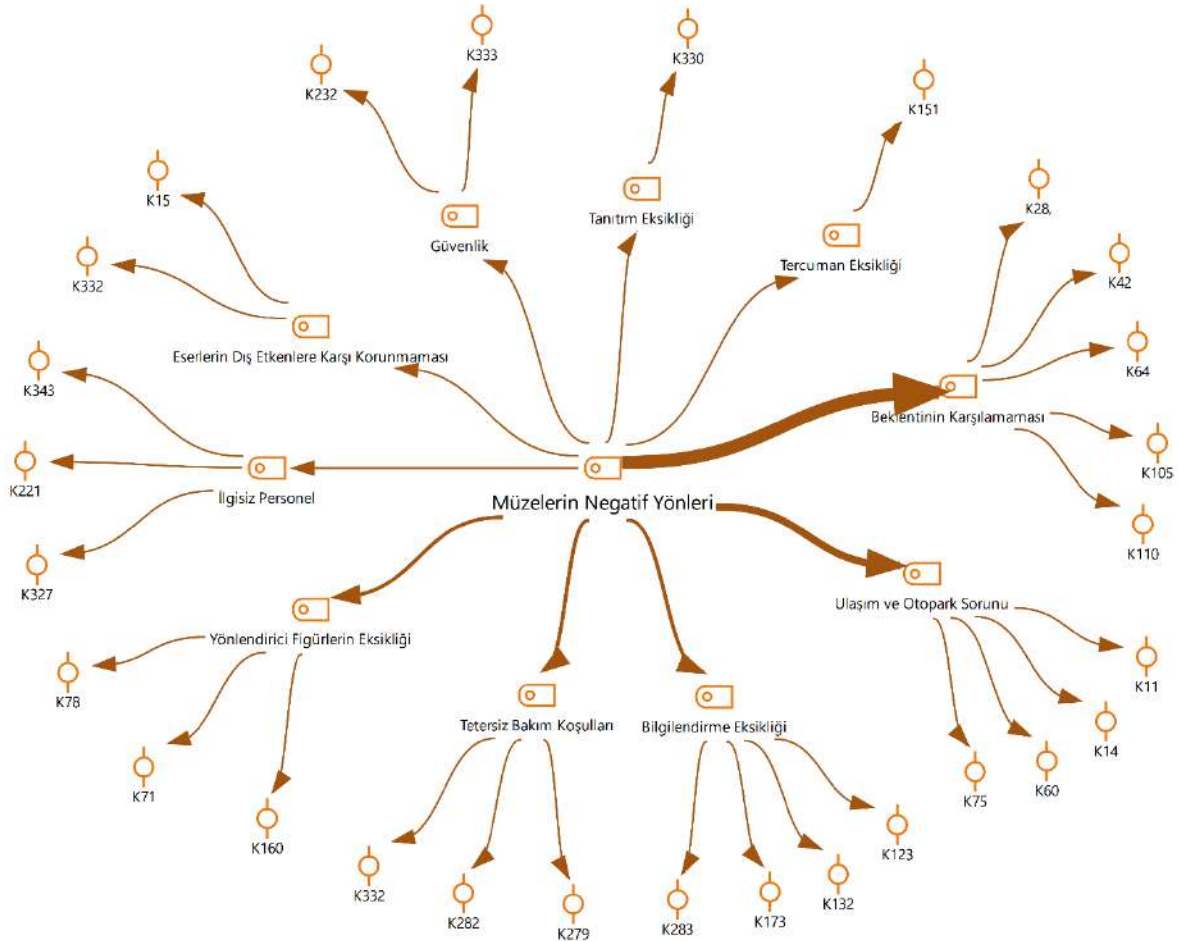 K333
K330
K232
K151
K15
K28,
Güvenlik
Tanıtım Eksikliği
Tercuman Eksikliği
K332
K42
Eserlerin Dış Etkenlere Karşı Korunmaması
K343
K64
Beklentinin Karşılamaması
K221
İlgisiz Personel
K105
Müzelerin Negatif Yönleri
K110
K327
Ulaşım ve Otopark Sorunu
Yönlendirici Figürlerin Eksikliği
K11
K78
Tetersiz Bakım Koşulları
Bilgilendirme Eksikliği
K14
K71
K75
K60
K160
K123
K332
K282
K279
K283
K173
K132